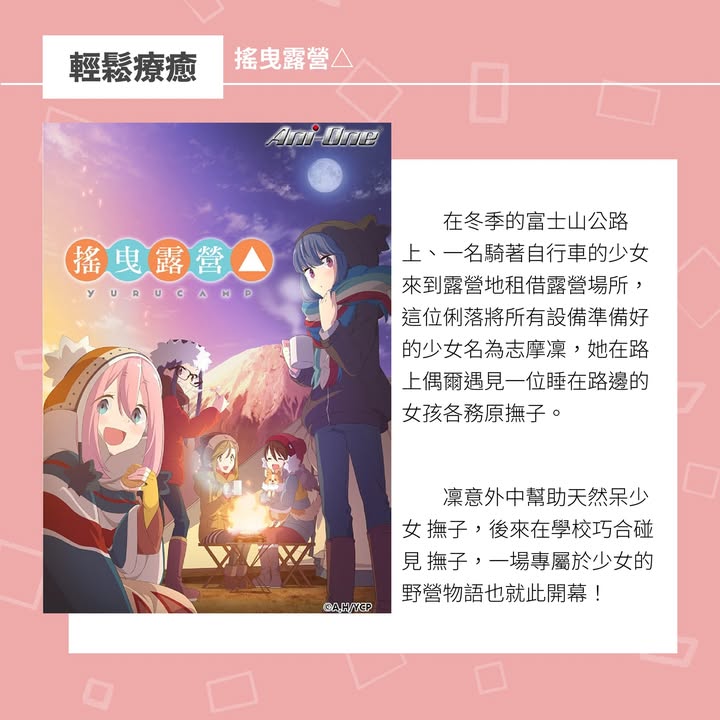 輕鬆療癒
搖曳露營△
Ani-One
搖曳露營△
YURUCAMP
©A,H/YCP
在冬季的富士山公路
上、一名騎著自行車的少女
來到露營地租借露營場所，
這位俐落將所有設備準備好
的少女名為志摩凜，她在路
上偶爾遇見一位睡在路邊的
女孩各務原撫子。
凜意外中幫助天然呆少
女 撫子，後來在學校巧合碰
見 撫子，一場專屬於少女的
野營物語也就此開幕！